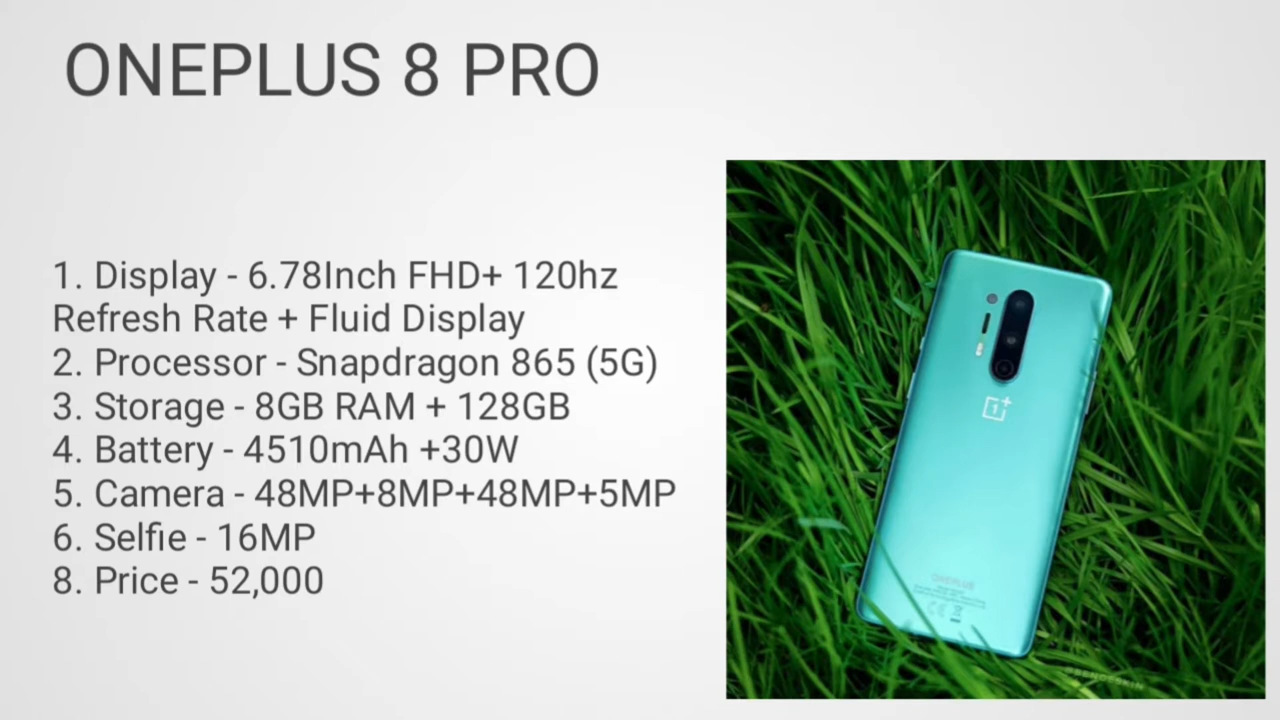 ONEPLUS 8 PRO
1. Display - 6.78Inch FHD+ 120hz
Refresh Rate + Fluid Display
2. Processor - Snapdragon 865 (5G)
3. Storage - 8GB RAM + 128GB
4. Battery - 4510mAh +30W
5. Camera - 48MP+8MP+48MP+5MP
6. Selfie - 16MP
8. Price - 52,000
ONEPLUS